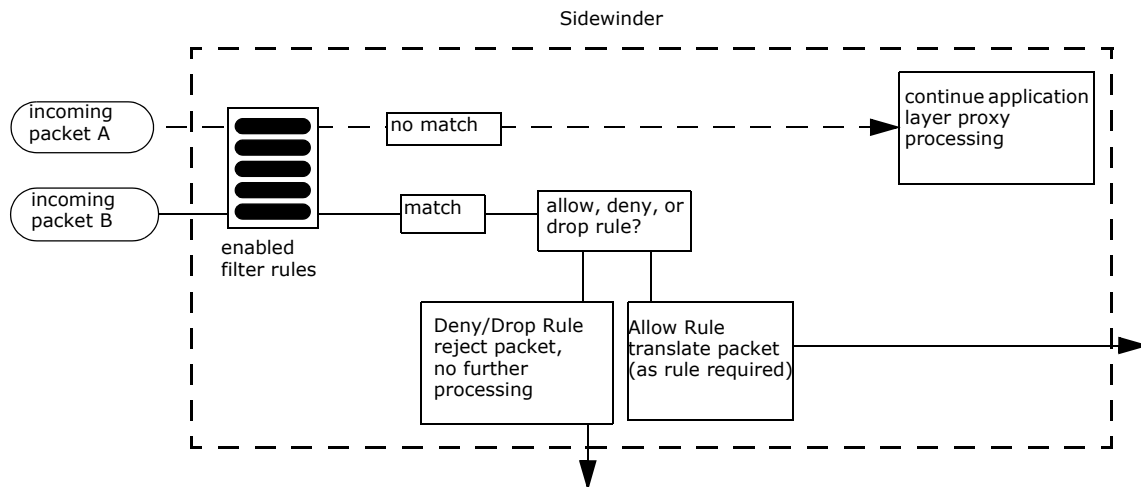 Sidewinder
incoming
packet A
no match
continue application
layer proxy
processing
incoming
packet B
match
allow, deny, or
drop rule?
enabled
filter rules
Deny/Drop Rule
reject packet,
no further
processing
Allow Rule
translate packet
(as rule required)